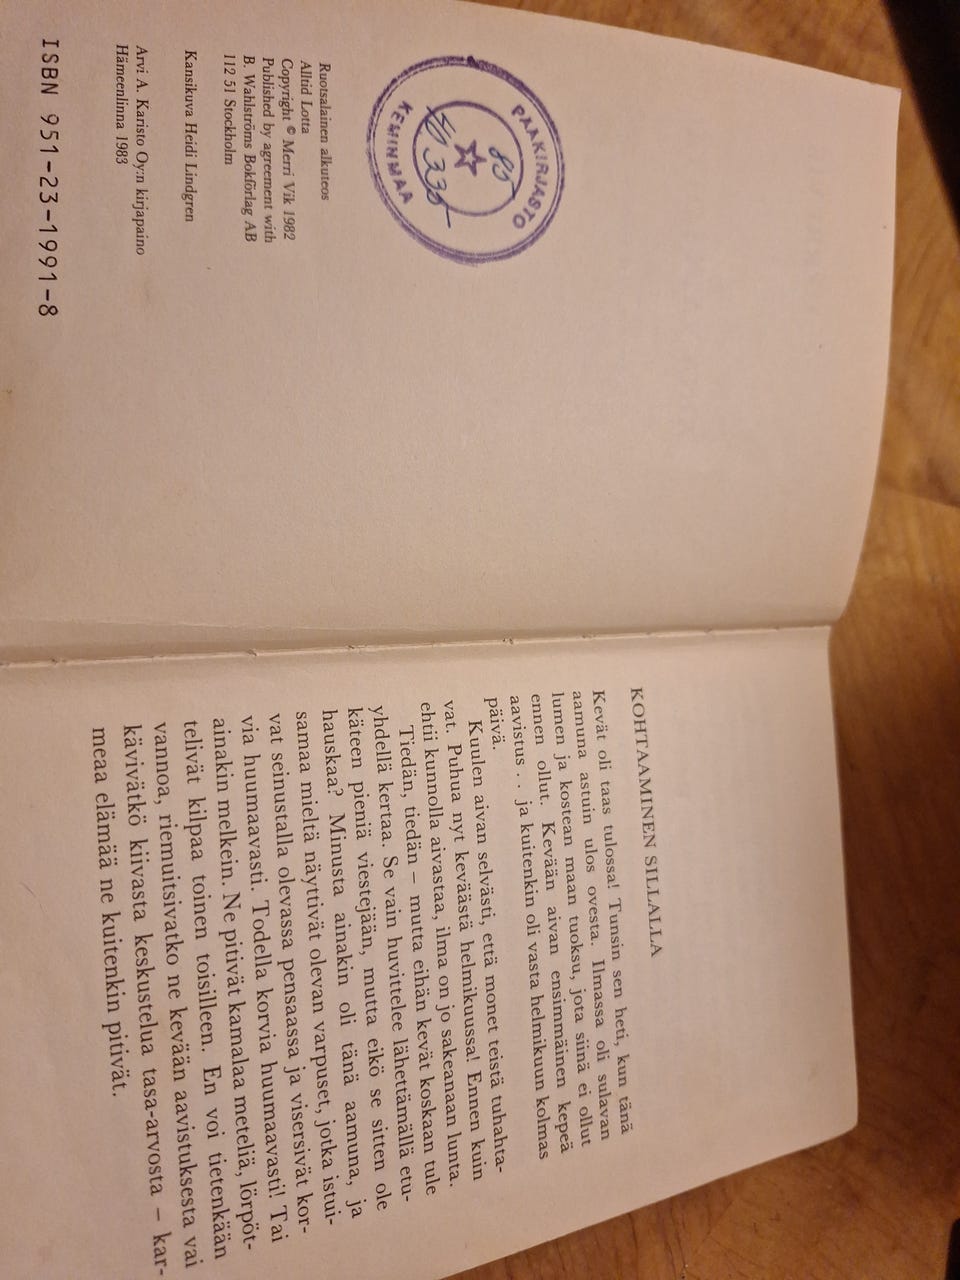 PÄÄKIRJASTO
85
40 335
KEMINMAA
Ruotsalainen alkuteos
Alltid Lotta
Copyright © Merri Vik 1982
Published by agreement with
B. Wahlströms Bokförlag AB
112 51 Stockholm
Kansikuva Heidi Lindgren
Arvi A. Karisto Oy:n kirjapaino
Hämeenlinna 1983
ISBN 951-23-1991-8
KOHTAAMINEN SILLALLA
Kevät oli taas tulossa! Tunsin sen heti, kun tänä
aamuna astuin ulos ovesta. Ilmassa oli sulavan
lumen ja kostean maan tuoksu, jota siinä ei ollut
ennen ollut. Kevään aivan ensimmäinen kepeä
aavistus . . ja kuitenkin oli vasta helmikuun kolmas
päivä.
Kuulen aivan selvästi, että monet teistä tuhahta-
vat. Puhua nyt keväästä helmikuussa! Ennen kuin
ehtii kunnolla aivastaa, ilma on jo sakeanaan lunta.
Tiedän, tiedän – mutta eihän kevät koskaan tule
yhdellä kertaa. Se vain huvittelee lähettämällä etu-
käteen pieniä viestejään, mutta eikö se sitten ole
hauskaa? Minusta ainakin oli tänä aamuna, ja
samaa mieltä näyttivät olevan varpuset, jotka istui-
vat seinustalla olevassa pensaassa ja visersivät kor-
via huumaavasti. Todella korvia huumaavasti! Tai
ainakin melkein. Ne pitivät kamalaa meteliä, lörpöt-
telivät kilpaa toinen toisilleen. En voi tietenkään
vannoa, riemuitsivatko ne kevään aavistuksesta vai
kävivätkö kiivasta keskustelua tasa-arvosta – kar-
meaa elämää ne kuitenkin pitivät.